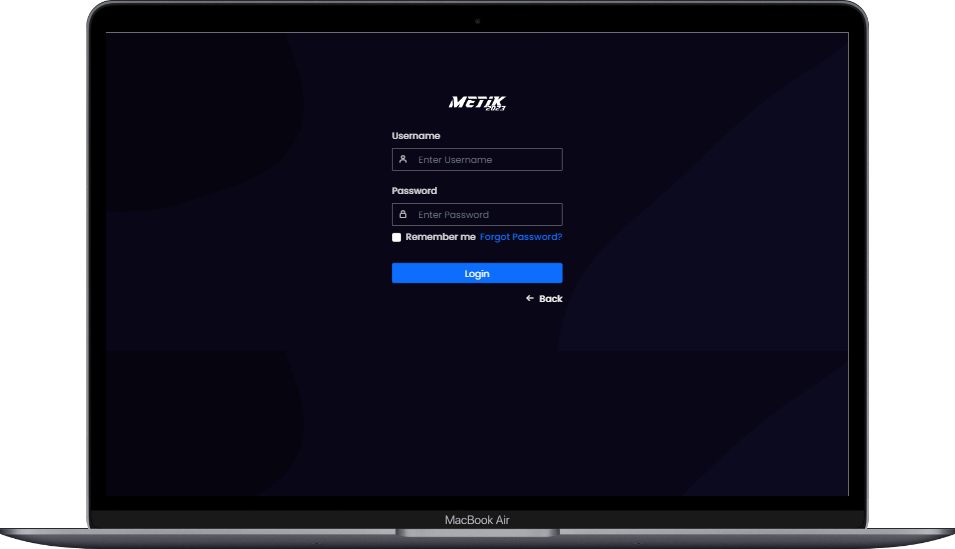 METIK
2023
Username
Enter Username
Password
Enter Password
Remember me Forgot Password?
Login
← Back
MacBook Air